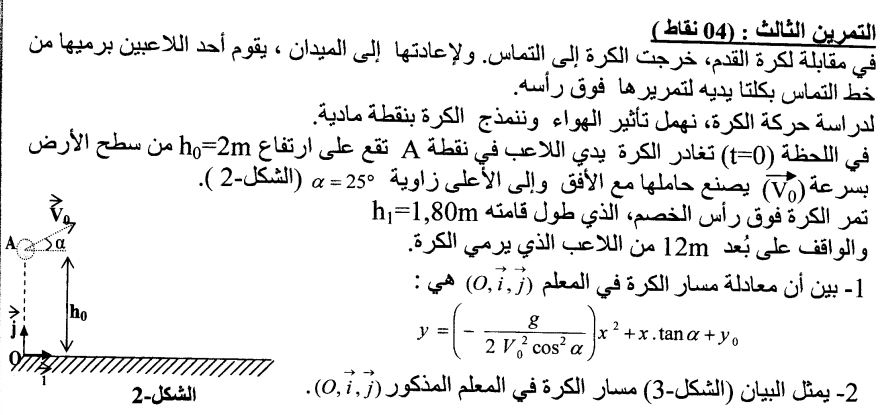 التمرين الثالث : (04 نقاط)
في مقابلة لكرة القدم، خرجت الكرة إلى التماس. ولإعادتها إلى الميدان ، يقوم أحد اللاعبين برميها من
خط التماس بكلتا يديه لتمريرها فوق رأسه.
لدراسة حركة الكرة، نهمل تأثير الهواء وننمذج الكرة بنقطة مادية.
في اللحظة (t=0) تغادر الكرة يدي اللاعب في نقطة A تقع على ارتفاع h₀=2m من سطح الأرض
بسرعة (V₀) يصنع حاملها مع الأفق وإلى الأعلى زاوية α = 25° (الشكل-2 ).
تمر الكرة فوق رأس الخصم، الذي طول قامته h₁=1,80m
والواقف على بُعد 12m من اللاعب الذي يرمي الكرة.
1- بين أن معادلة مسار الكرة في المعلم (O, i, j) هي :
y = (- g / 2 V₀² cos² α) x² + x . tan α + y₀
2- يمثل البيان (الشكل-3) مسار الكرة في المعلم المذكور (O, i, j).
V₀
A
α
h₀
j
O
i
الشكل-2